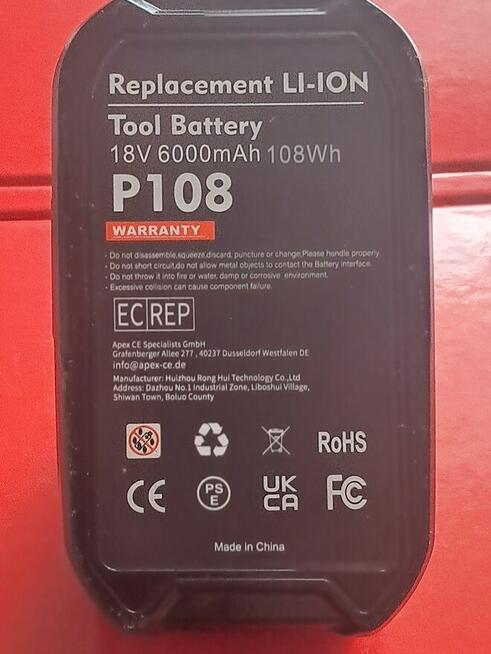 Replacement LI-ION
Tool Battery
18V 6000mAh 108Wh
P108
WARRANTY
· Do not disassemble,squeeze,discard, puncture or change,Please handle properly.
· Do not short circuit,do not allow metal objects to contact the Battery interface.
· Do not throw it into fire or water, damp or corrosive environment.
· Excessive collision can cause component failure.
EC REP
Apex CE Specialists GmbH
Grafenberger Allee 277 , 40237 Dusseldorf Westfalen DE
info@apex-ce.de
Manufacturer: Huizhou Rong Hui Technology Co.,Ltd
Address: Dazhou No.1 Industrial Zone, Liboshui Village,
Shiwan Town, Boluo County
RoHS
CE PS E UK CA FC
Made in China